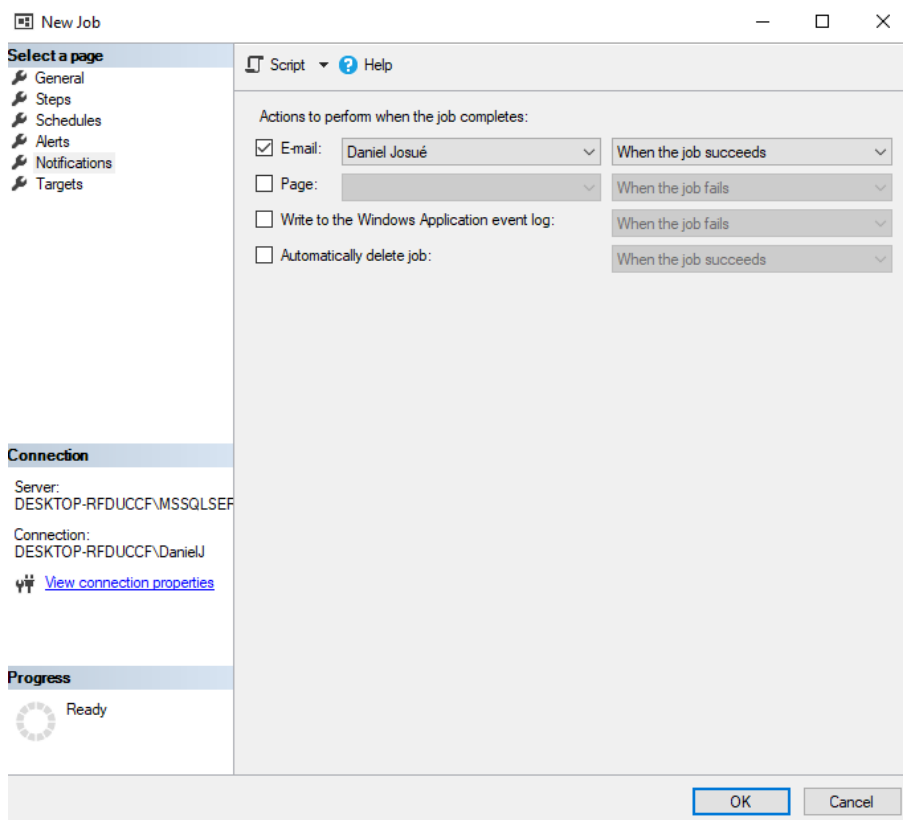 New Job
Select a page
General
Steps
Schedules
Alerts
Notifications
Targets
Script
Help
Actions to perform when the job completes:
E-mail: Daniel Josué When the job succeeds
Page: When the job fails
Write to the Windows Application event log: When the job fails
Automatically delete job: When the job succeeds
Connection
Server:
DESKTOP-RFDUCCF\MSSQLSER
Connection:
DESKTOP-RFDUCCF\DanielJ
View connection properties
Progress
Ready
OK
Cancel